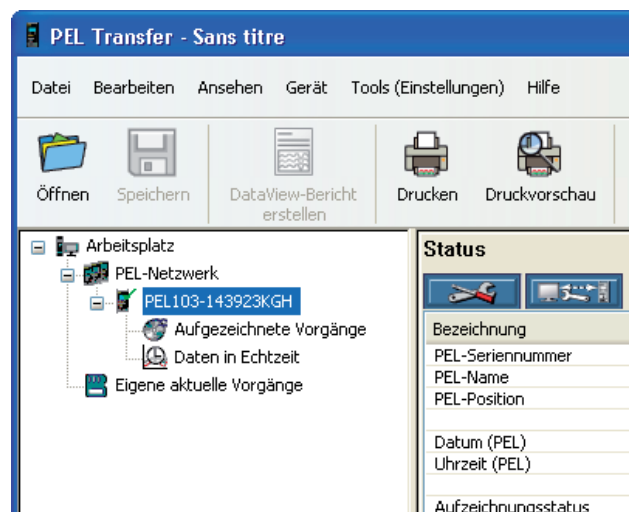 PEL Transfer - Sans titre
Datei Bearbeiten Ansehen Gerät Tools (Einstellungen) Hilfe
Öffnen Speichern DataView-Bericht erstellen Drucken Druckvorschau
Arbeitsplatz
PEL-Netzwerk
PEL103-143923KGH
Aufgezeichnete Vorgänge
Daten in Echtzeit
Eigene aktuelle Vorgänge
Status
Bezeichnung
PEL-Seriennummer
PEL-Name
PEL-Position
Datum (PEL)
Uhrzeit (PEL)
Aufzeichnungsstatus